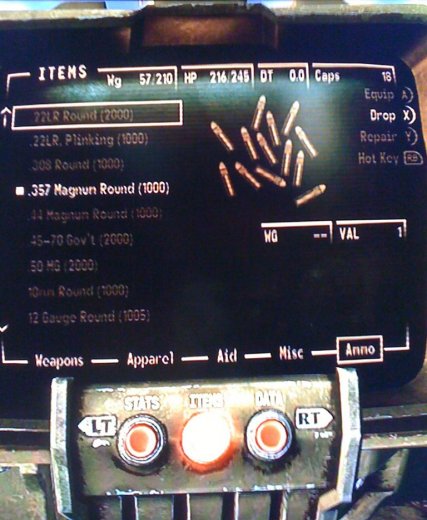 ITEMS Wg 57/210 HP 216/245 DT 0.0 Caps 18
Equip A)
.22LR Round (2000)
Drop X)
.22LR, Plinking (1000)
Repair Y)
.308 Round (1000)
Hot Key RB
.357 Magnum Round (1000)
.44 Magnum Round (1000)
45-70 Gov't (2000)
WG -- VAL 1
.50 MG (2000)
10mm Round (1000)
12 Gauge Round (1005)
Weapons Apparel Aid Misc Ammo
STATS ITEMS DATA
LT RT